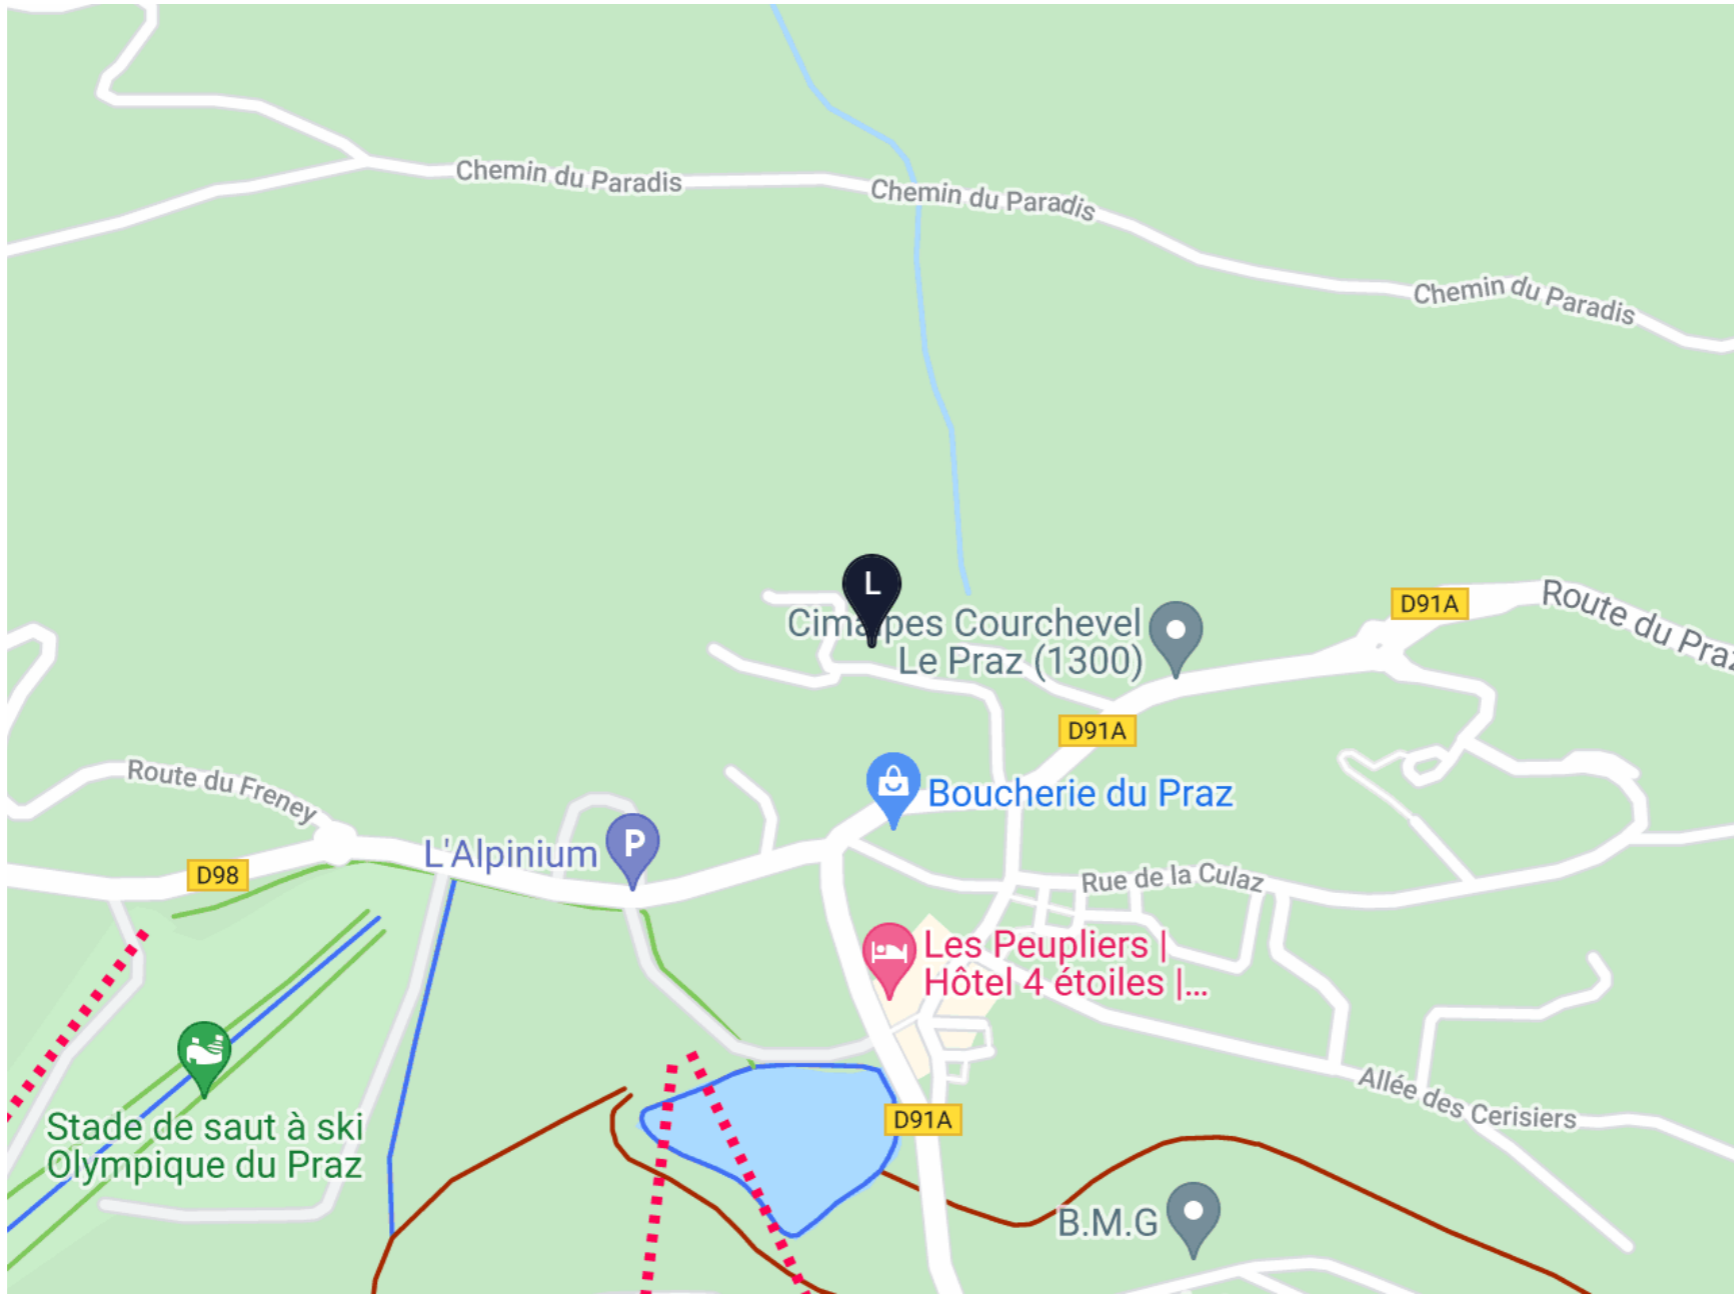 Chemin du Paradis
Chemin du Paradis
Chemin du Paradis
L
Cimalpes Courchevel
Le Praz (1300)
D91A
Route du Praz
D91A
Route du Freney
Boucherie du Praz
L'Alpinium
P
D98
Rue de la Culaz
Les Peupliers |
Hôtel 4 étoiles |...
Stade de saut à ski
Olympique du Praz
D91A
Allée des Cerisiers
B.M.G